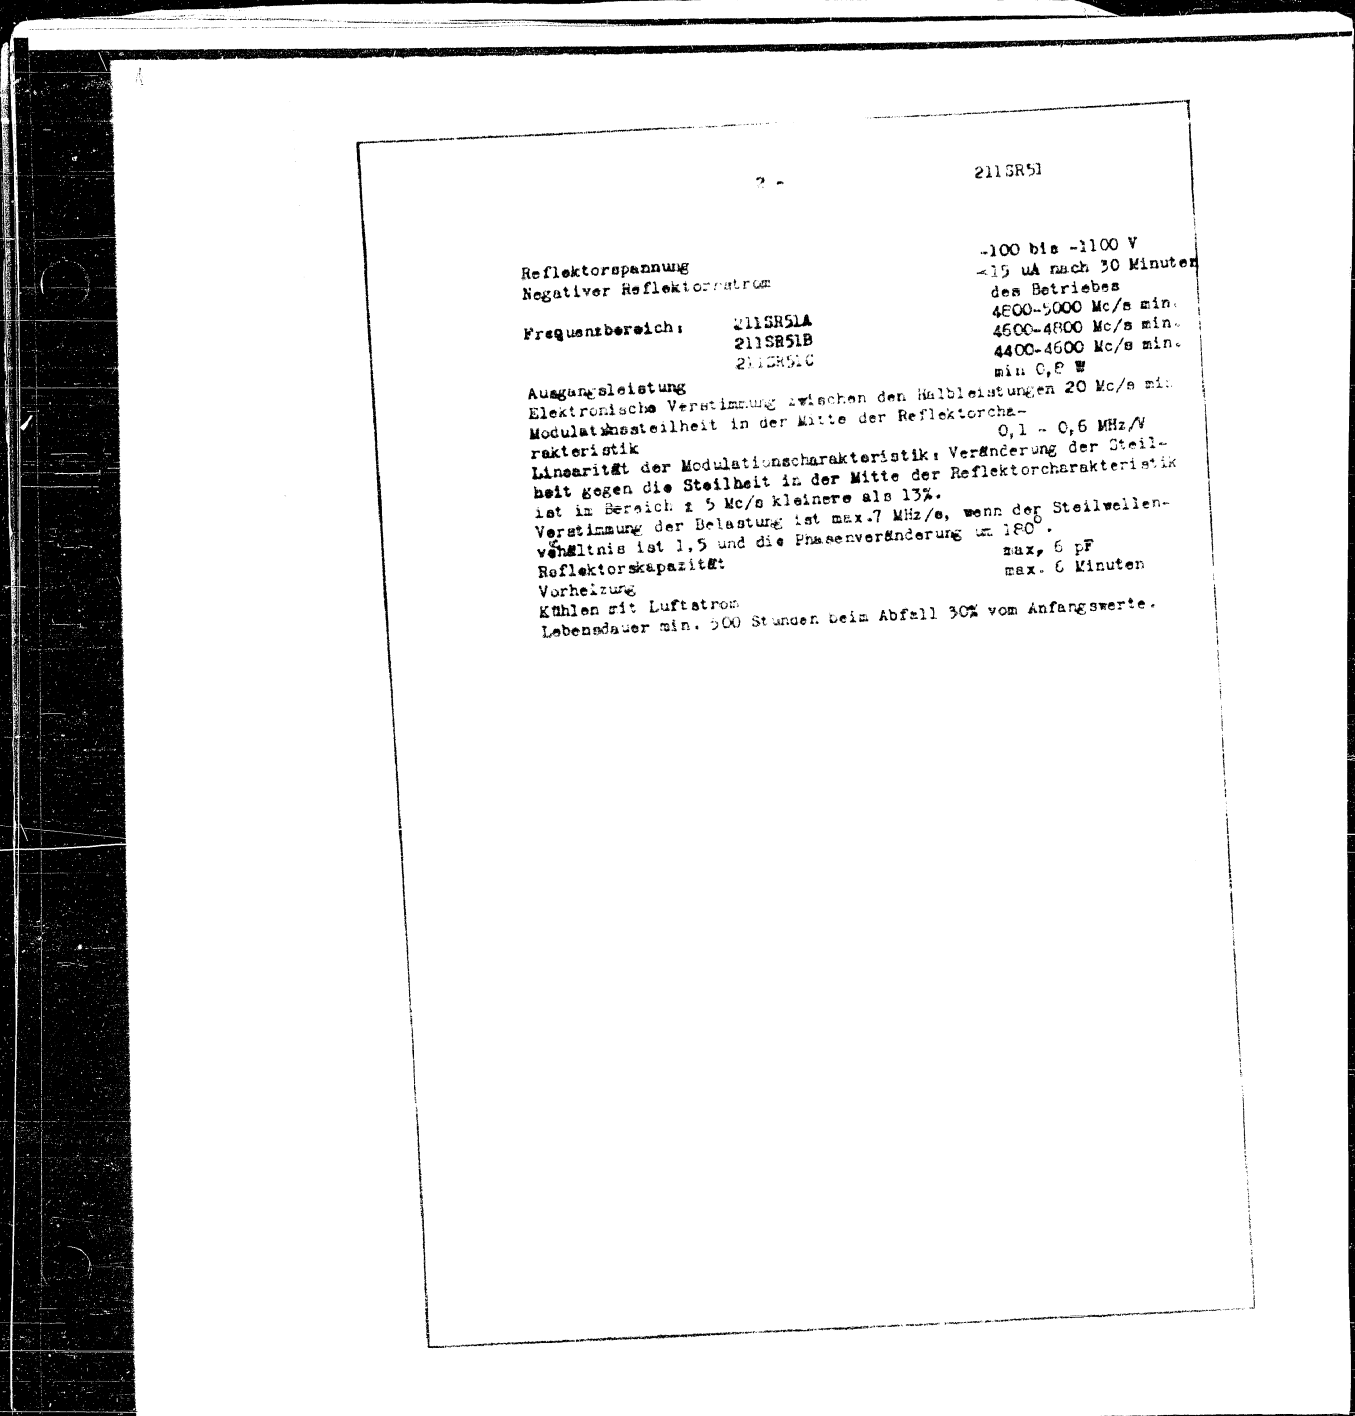 2 -
211SR51
Reflektorspannung -100 bis -1100 V
Negativer Reflektorsstrom <15 uA nach 30 Minuten
des Betriebes
Frequenzbereich: 211SR51A 4800-5000 Mc/s min.
211SR51B 4600-4800 Mc/s min.
211SR51C 4400-4600 Mc/s min.
Ausgangsleistung min 0,8 W
Elektronische Verstimmung zwischen den Halbleistungen 20 Mc/s min
Modulationssteilheit in der Mitte der Reflektorcha-
rakteristik 0,1 - 0,6 MHz/V
Linearität der Modulationscharakteristik: Veränderung der Steil-
heit gegen die Steilheit in der Mitte der Reflektorcharakteristik
ist im Bereich ± 5 Mc/s kleinere als 13%.
Verstimmung der Belastung ist max.7 MHz/s, wenn der Steilwellen-
verhältnis ist 1,5 und die Phasenveränderung um 180°.
Reflektorskapazität max, 6 pF
Vorheizung max. 6 Minuten
Kühlen mit Luftstrom
Lebensdauer min. 500 Stunden beim Abfall 30% vom Anfangswerte.